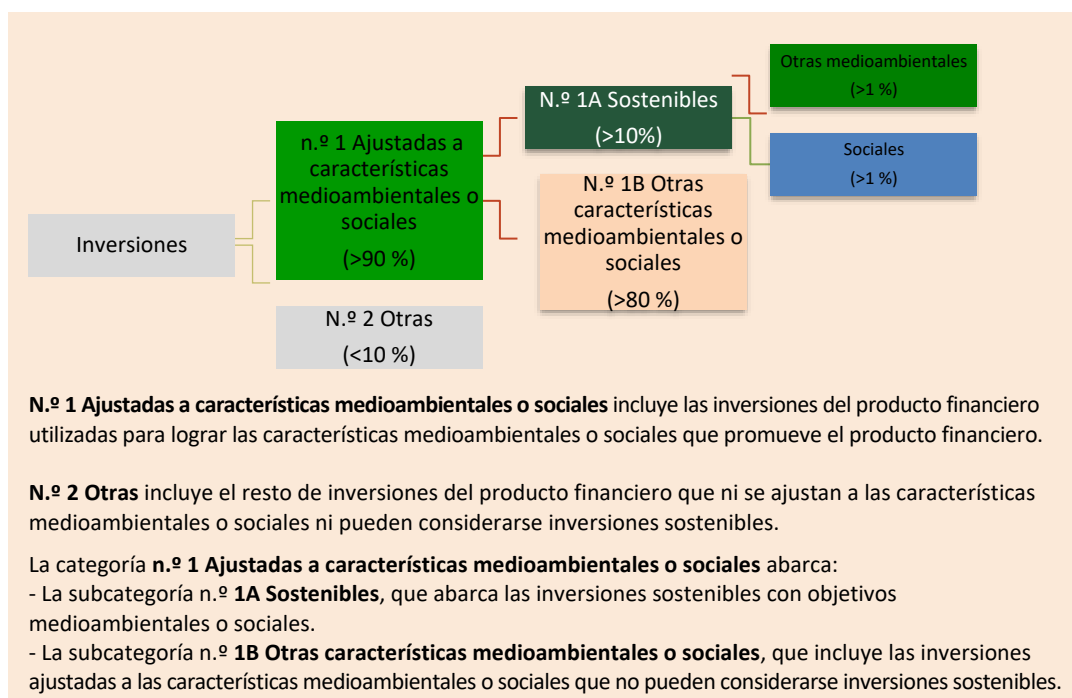 Inversiones
n.º 1 Ajustadas a
características
medioambientales o
sociales
(>90 %)
N.º 2 Otras
(<10 %)
N.º 1A Sostenibles
(>10%)
N.º 1B Otras
características
medioambientales o
sociales
(>80 %)
Otras medioambientales
(>1 %)
Sociales
(>1 %)
N.º 1 Ajustadas a características medioambientales o sociales incluye las inversiones del producto financiero
utilizadas para lograr las características medioambientales o sociales que promueve el producto financiero.
N.º 2 Otras incluye el resto de inversiones del producto financiero que ni se ajustan a las características
medioambientales o sociales ni pueden considerarse inversiones sostenibles.
La categoría n.º 1 Ajustadas a características medioambientales o sociales abarca:
- La subcategoría n.º 1A Sostenibles, que abarca las inversiones sostenibles con objetivos
medioambientales o sociales.
- La subcategoría n.º 1B Otras características medioambientales o sociales, que incluye las inversiones
ajustadas a las características medioambientales o sociales que no pueden considerarse inversiones sostenibles.